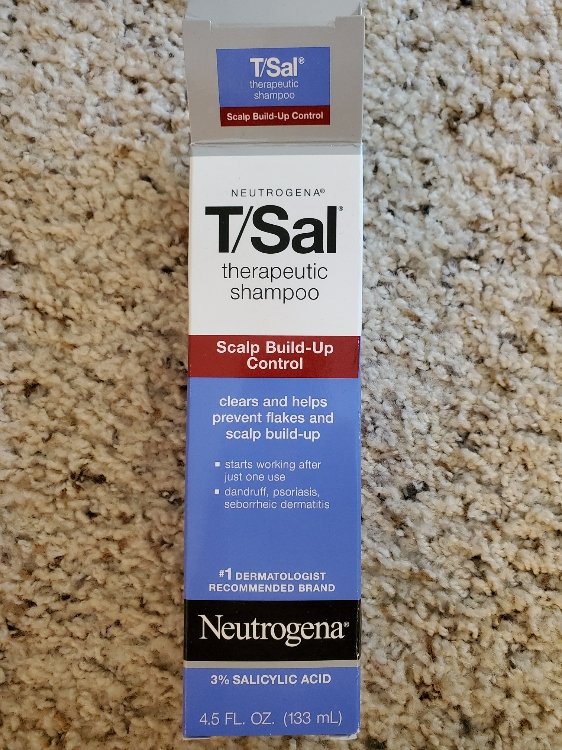 T/Sal®
therapeutic
shampoo
Scalp Build-Up Control
NEUTROGENA®
T/Sal®
therapeutic
shampoo
Scalp Build-Up
Control
clears and helps
prevent flakes and
scalp build-up
▪ starts working after
just one use
▪ dandruff, psoriasis,
seborrheic dermatitis
#1 DERMATOLOGIST
RECOMMENDED BRAND
Neutrogena®
3% SALICYLIC ACID
4.5 FL. OZ. (133 mL)